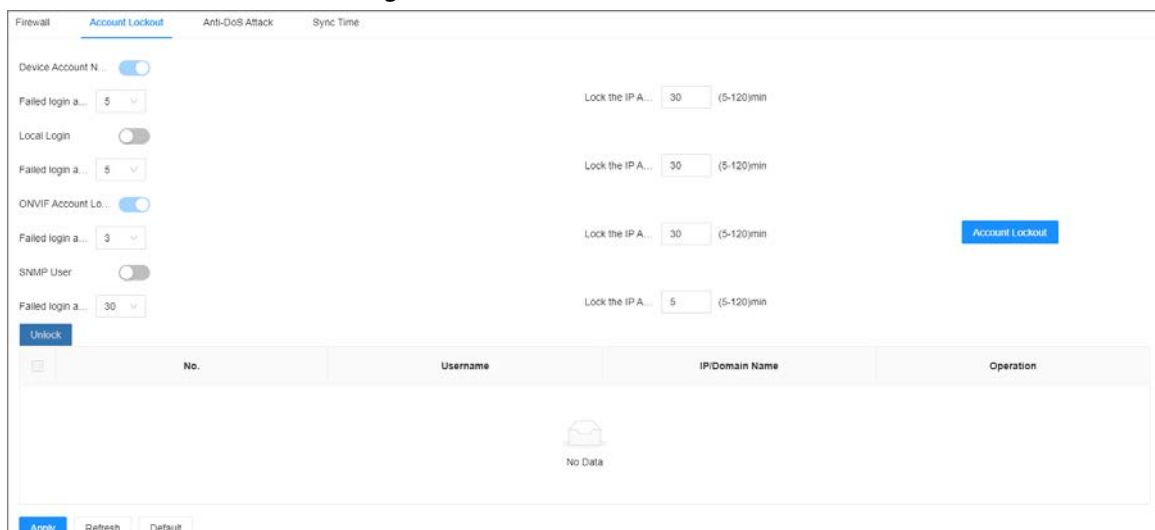 Firewall Account Lockout Anti-DoS Attack Sync Time
Device Account N...
Failed login a... 5 Lock the IP A... 30 (5-120)min
Local Login
Failed login a... 5 Lock the IP A... 30 (5-120)min
ONVIF Account Lo...
Failed login a... 3 Lock the IP A... 30 (5-120)min Account Lockout
SNMP User
Failed login a... 30 Lock the IP A... 5 (5-120)min
Unlock
No. Username IP/Domain Name Operation
No Data
Apply Refresh Default